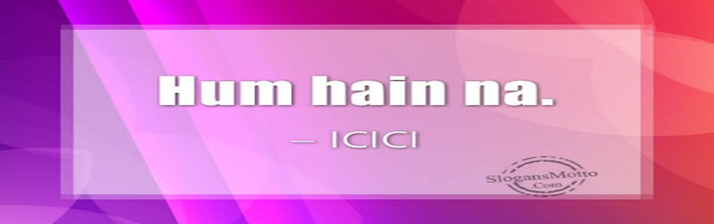 Hum hain na.
– ICICI
SlogansMotto
.Com